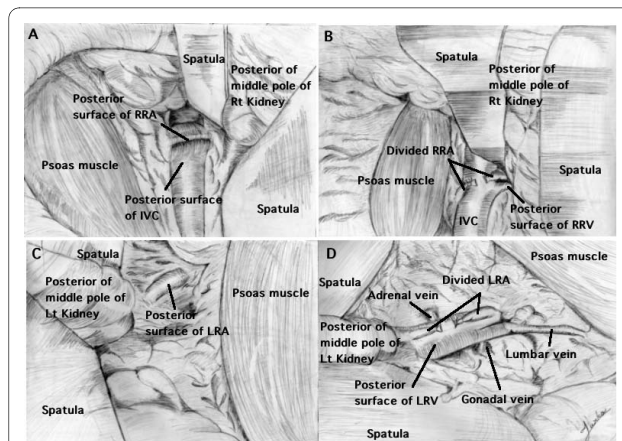 A
Spatula
Posterior of
middle pole of
Rt Kidney
Posterior
surface of RRA
Psoas muscle
Posterior surface
of IVC
Spatula
B
Spatula
Posterior of
middle pole of
Rt Kidney
Divided RRA
Psoas muscle
Spatula
IVC
Posterior
surface of RRV
C
Spatula
Posterior of
middle pole of
Lt Kidney
Psoas muscle
Posterior
surface of LRA
Spatula
D
Psoas muscle
Spatula
Divided LRA
Adrenal vein
Posterior of
middle pole of
Lt Kidney
Lumbar vein
Posterior
surface of LRV
Gonadal vein
Spatula